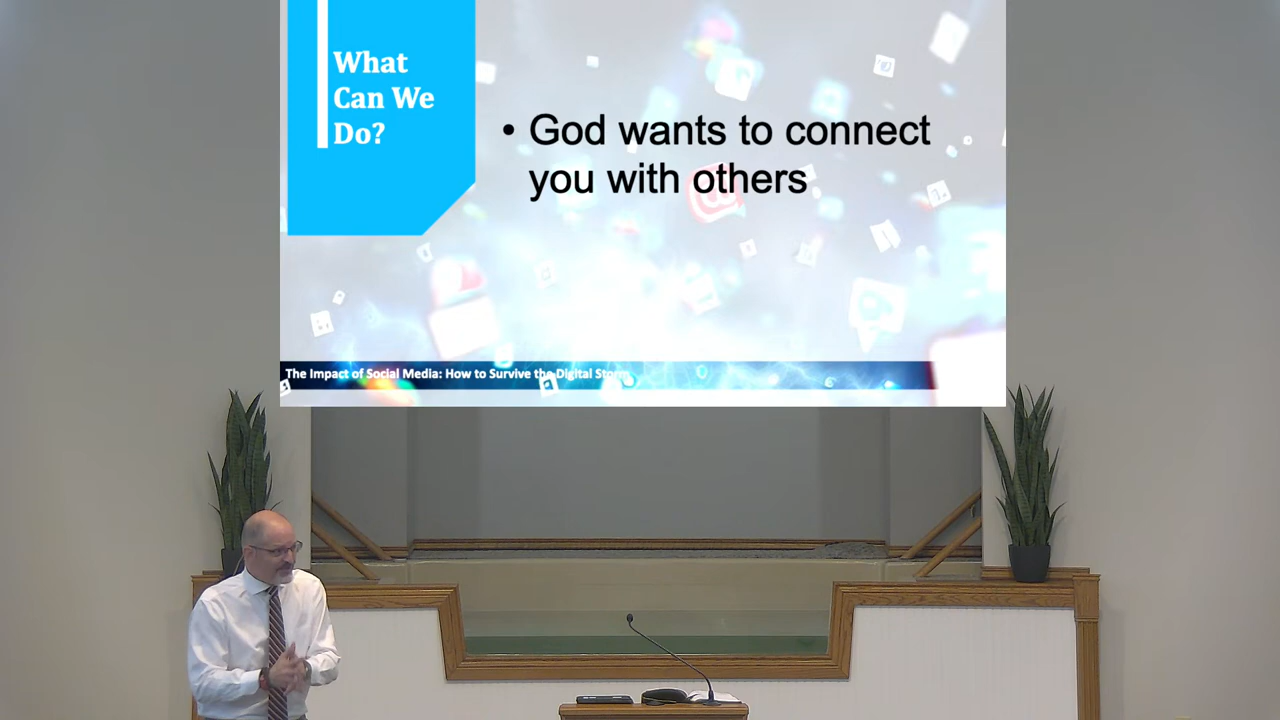 What
Can We
Do?
• God wants to connect
you with others
The Impact of Social Media: How to Survive the Digital Storm